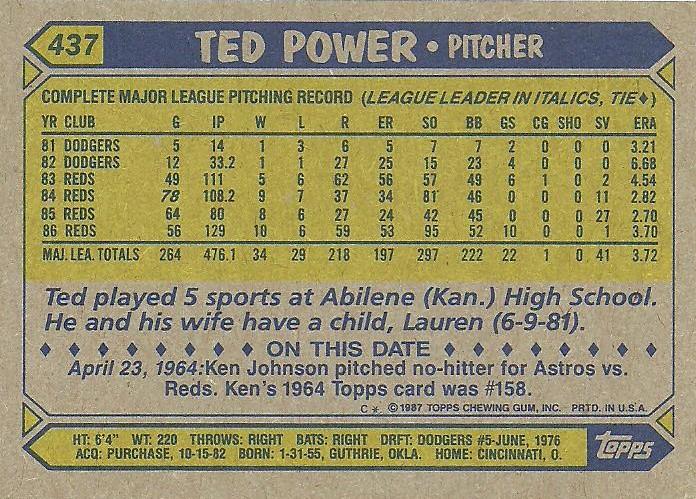 437 TED POWER • PITCHER
COMPLETE MAJOR LEAGUE PITCHING RECORD (LEAGUE LEADER IN ITALICS, TIE♦)
YR CLUB G IP W L R ER SO BB GS CG SHO SV ERA
81 DODGERS 5 14 1 3 6 5 7 7 2 0 0 0 3.21
82 DODGERS 12 33.2 1 1 27 25 15 23 4 0 0 0 6.68
83 REDS 49 111 5 6 62 56 57 49 6 1 0 2 4.54
84 REDS 78 108.2 9 7 37 34 81 46 0 0 0 11 2.82
85 REDS 64 80 8 6 27 24 42 45 0 0 0 27 2.70
86 REDS 56 129 10 6 59 53 95 52 10 0 0 1 3.70
MAJ. LEA. TOTALS 264 476.1 34 29 218 197 297 222 22 1 0 41 3.72
Ted played 5 sports at Abilene (Kan.) High School.
He and his wife have a child, Lauren (6-9-81).
♦ ♦ ♦ ♦ ♦ ♦ ♦ ♦ ON THIS DATE ♦ ♦ ♦ ♦ ♦ ♦ ♦ ♦
April 23, 1964:Ken Johnson pitched no-hitter for Astros vs.
Reds. Ken's 1964 Topps card was #158.
C * ©1987 TOPPS CHEWING GUM, INC. PRTD. IN U.S.A.
HT: 6'4" WT: 220 THROWS: RIGHT BATS: RIGHT DRFT: DODGERS #5-JUNE, 1976
ACQ: PURCHASE, 10-15-82 BORN: 1-31-55, GUTHRIE, OKLA. HOME: CINCINNATI, O.
topps